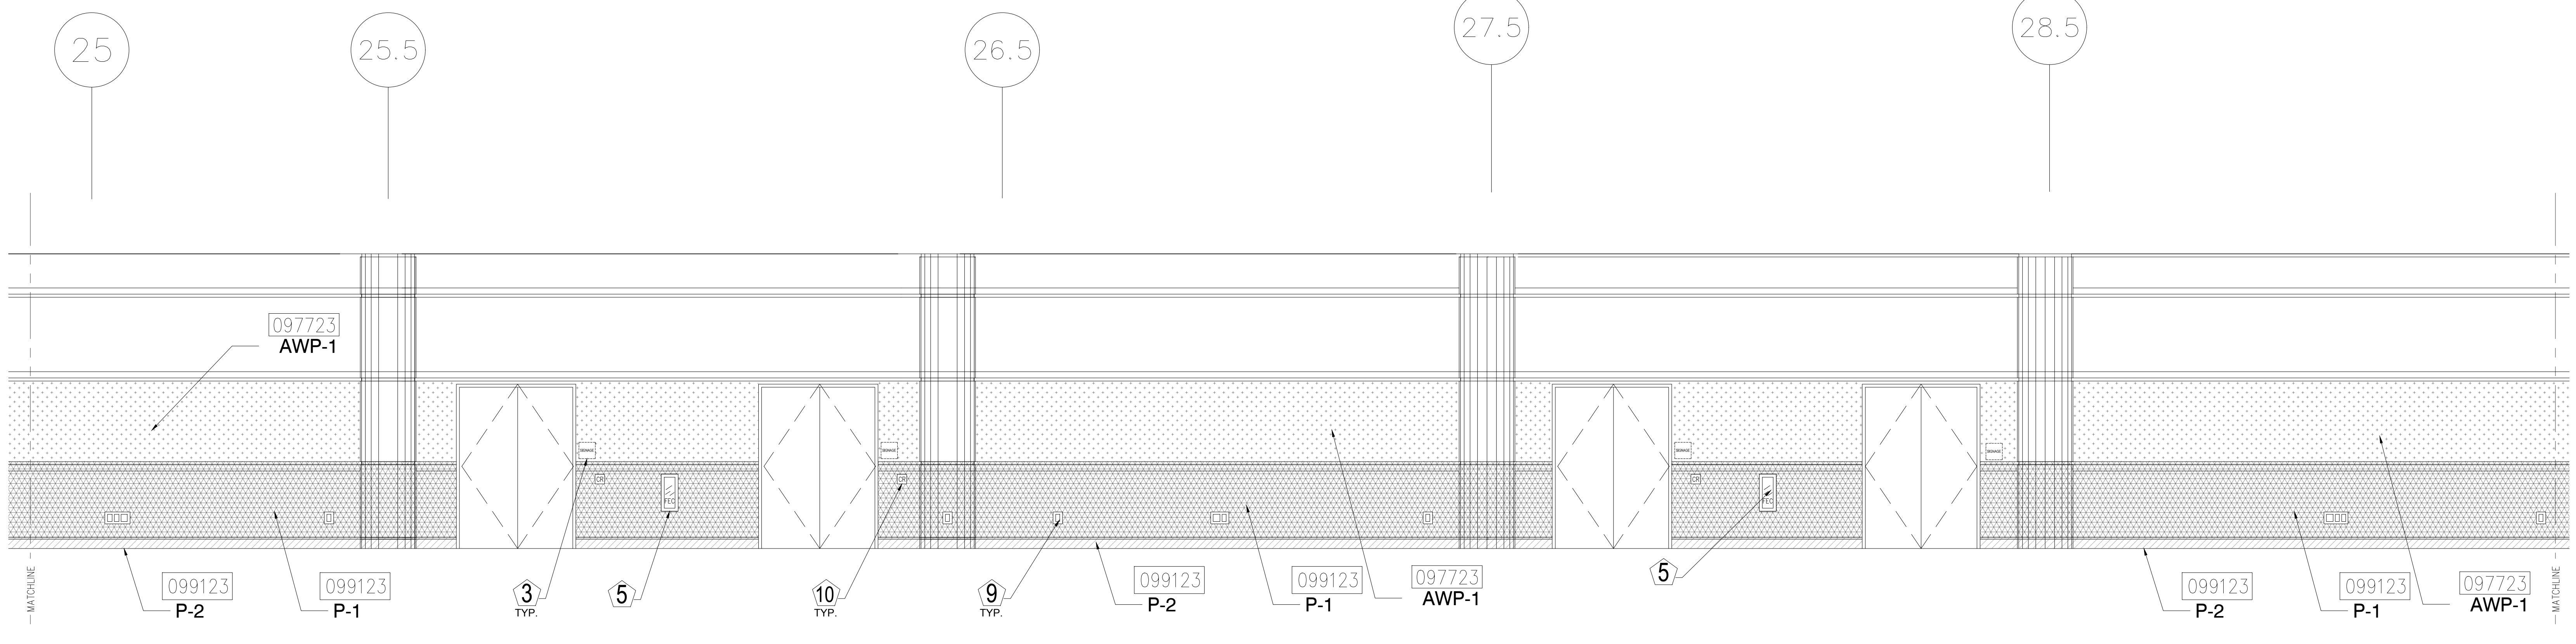 25
25.5
26.5
27.5
28.5
097723
AWP-1
SIGNAGE
SIGNAGE
SIGNAGE
SIGNAGE
CR
FEC
CR
CR
FEC
MATCHLINE
099123
P-2
099123
P-1
3
TYP.
5
10
TYP.
9
TYP.
099123
P-2
099123
P-1
097723
AWP-1
5
099123
P-2
099123
P-1
097723
AWP-1
MATCHLINE